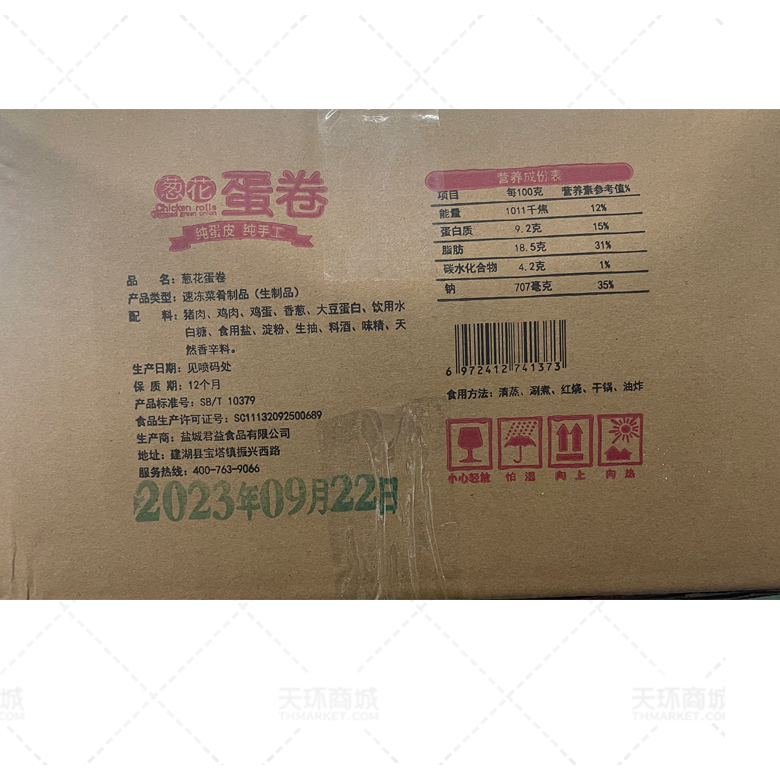 葱花蛋卷
Chicken rolls
纯蛋皮 纯手工
品 名：葱花蛋卷
产品类型：速冻菜肴制品（生制品）
配 料：猪肉、鸡肉、鸡蛋、香葱、大豆蛋白、饮用水
白糖、食用盐、淀粉、生抽、料酒、味精、天
然香辛料。
生产日期：见喷码处
保 质 期：12个月
产品标准号：SB/T 10379
食品生产许可证号：SC11132092500689
生产商：盐城君益食品有限公司
地址：建湖县宝塔镇振兴西路
服务热线：400-763-9066
2023年09月22日
营养成份表
项目 每100克 营养素参考值%
能量 1011千焦 12%
蛋白质 9.2克 15%
脂肪 18.5克 31%
碳水化合物 4.2克 1%
钠 707毫克 35%
6 972412 741373
食用方法：清蒸、涮煮、红烧、干锅、油炸
小心轻放 怕湿 向上 向热
天环商城
THMARKET.COM
天环商城
THMARKET.COM